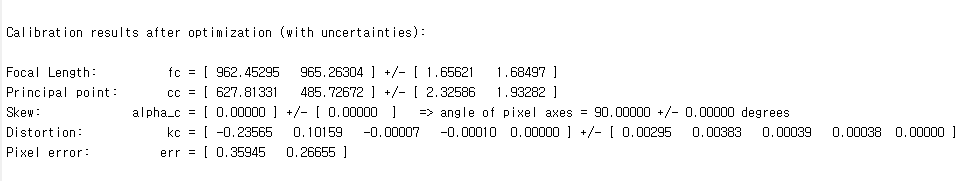 Calibration results after optimization (with uncertainties):
Focal Length: fc = [ 962.45295 965.26304 ] +/- [ 1.65621 1.68497 ]
Principal point: cc = [ 627.81331 485.72672 ] +/- [ 2.32586 1.93282 ]
Skew: alpha_c = [ 0.00000 ] +/- [ 0.00000 ] => angle of pixel axes = 90.00000 +/- 0.00000 degrees
Distortion: kc = [ -0.23565 0.10159 -0.00007 -0.00010 0.00000 ] +/- [ 0.00295 0.00383 0.00039 0.00038 0.00000 ]
Pixel error: err = [ 0.35945 0.26655 ]